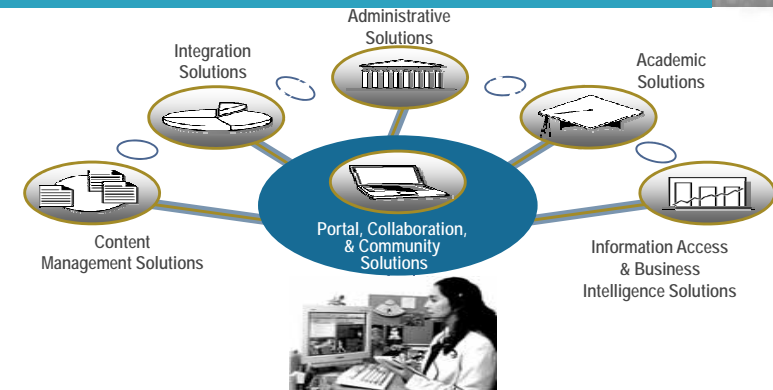 Administrative
Solutions
Integration
Solutions
Academic
Solutions
Content
Management Solutions
Portal, Collaboration,
& Community
Solutions
Information Access
& Business
Intelligence Solutions